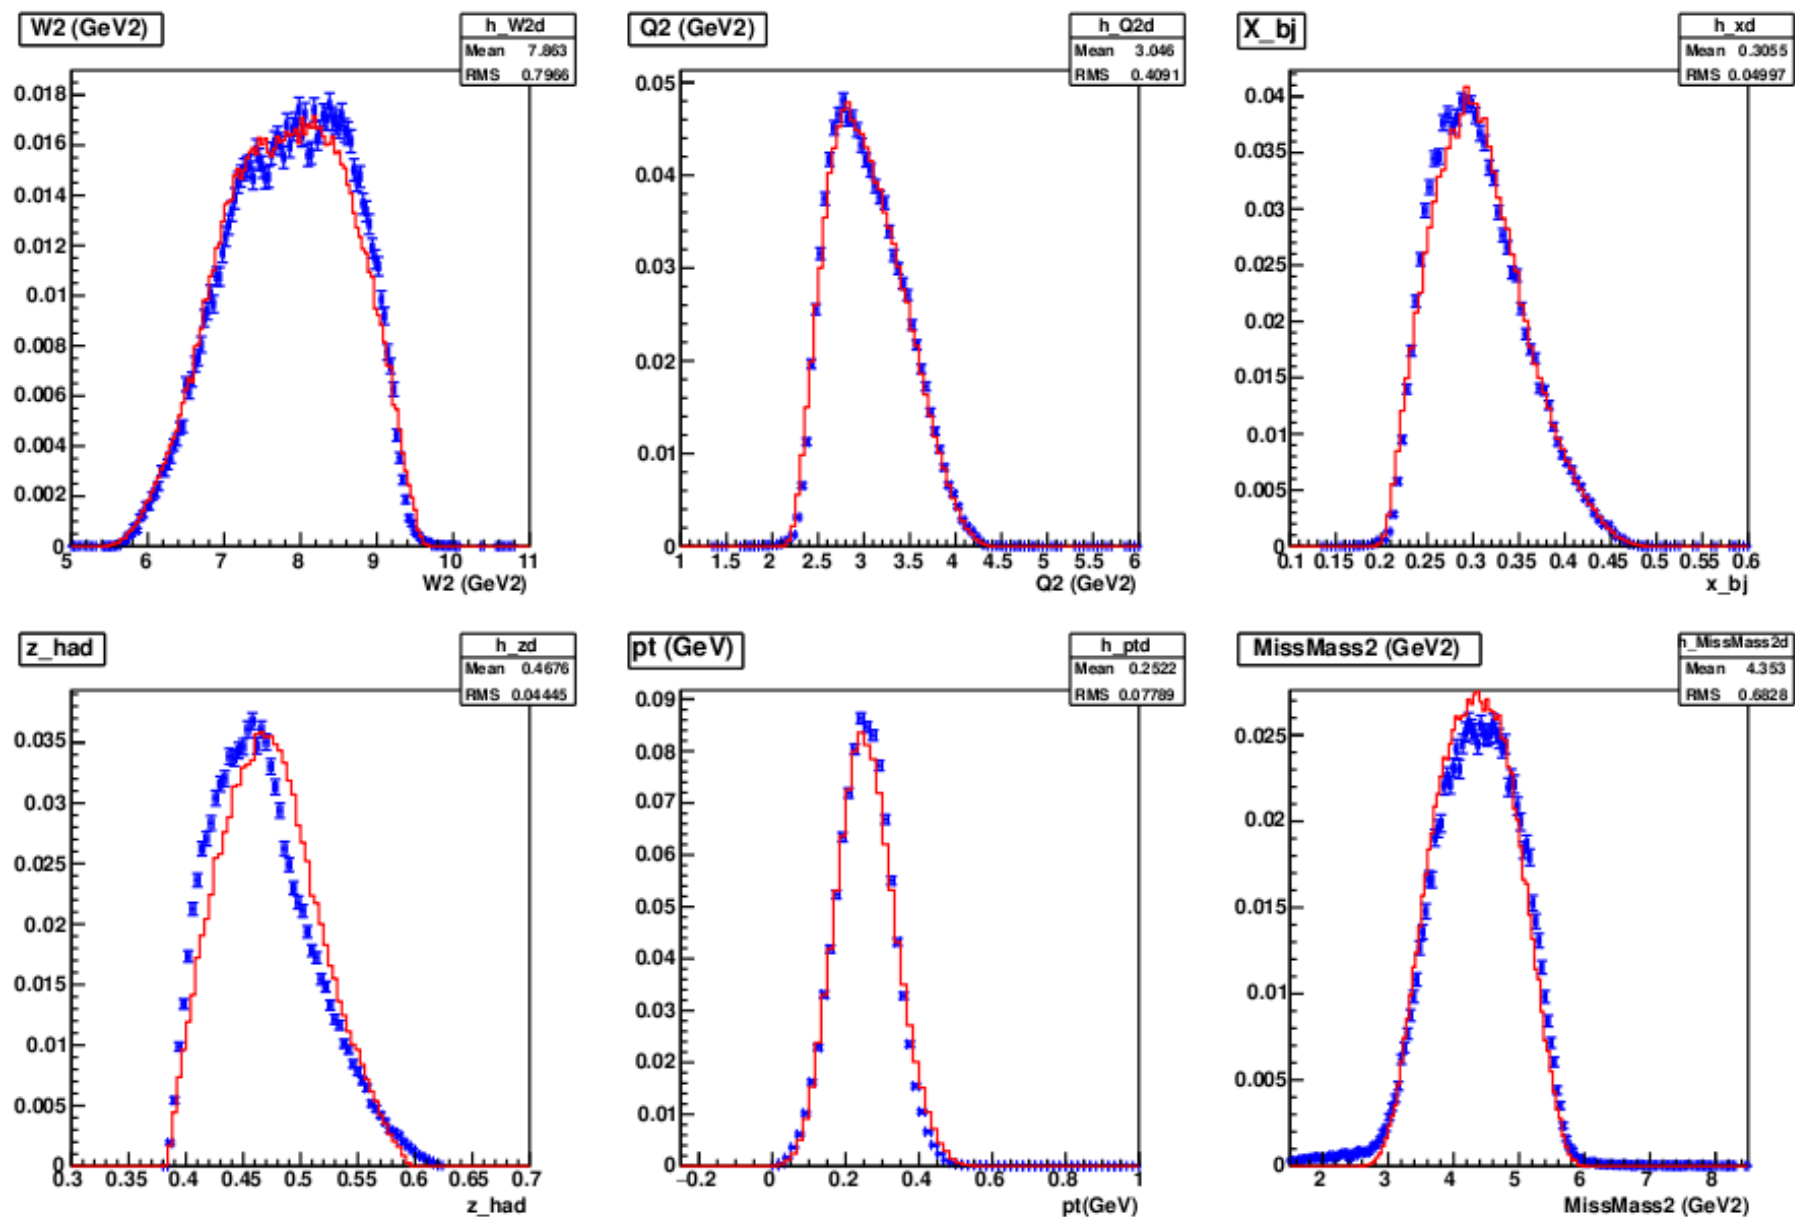 W2 (GeV2)
h_W2d
Mean 7.863
RMS 0.7966
0.018
0.016
0.014
0.012
0.01
0.008
0.006
0.004
0.002
0
5 6 7 8 9 10 11
W2 (GeV2)
Q2 (GeV2)
h_Q2d
Mean 3.046
RMS 0.4091
0.05
0.04
0.03
0.02
0.01
0
1 1.5 2 2.5 3 3.5 4 4.5 5 5.5 6
Q2 (GeV2)
X_bj
h_xd
Mean 0.3055
RMS 0.04997
0.04
0.035
0.03
0.025
0.02
0.015
0.01
0.005
0
0.1 0.15 0.2 0.25 0.3 0.35 0.4 0.45 0.5 0.55 0.6
x_bj
z_had
h_zd
Mean 0.4676
RMS 0.04445
0.035
0.03
0.025
0.02
0.015
0.01
0.005
0
0.3 0.35 0.4 0.45 0.5 0.55 0.6 0.65 0.7
z_had
pt (GeV)
h_ptd
Mean 0.2522
RMS 0.07789
0.09
0.08
0.07
0.06
0.05
0.04
0.03
0.02
0.01
0
−0.2 0 0.2 0.4 0.6 0.8 1
pt(GeV)
MissMass2 (GeV2)
h_MissMass2d
Mean 4.353
RMS 0.6828
0.025
0.02
0.015
0.01
0.005
0
2 3 4 5 6 7 8
MissMass2 (GeV2)